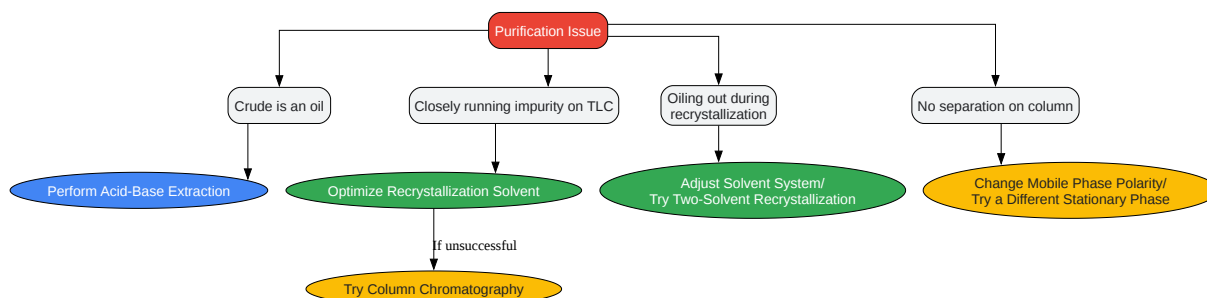 Purification Issue
Crude is an oil
Closely running impurity on TLC
Oiling out during
recrystallization
No separation on column
Perform Acid-Base Extraction
Optimize Recrystallization Solvent
Adjust Solvent System/
Try Two-Solvent Recrystallization
Change Mobile Phase Polarity/
Try a Different Stationary Phase
If unsuccessful
Try Column Chromatography